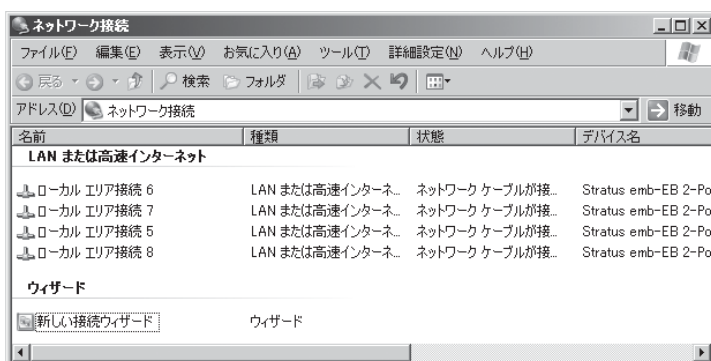 ネットワーク接続
ファイル(F) 編集(E) 表示(V) お気に入り(A) ツール(T) 詳細設定(N) ヘルプ(H)
戻る 検索 フォルダ
アドレス(D) ネットワーク接続 移動
名前 種類 状態 デバイス名
LAN または高速インターネット
ローカル エリア接続 6 LAN または高速インターネ... ネットワーク ケーブルが接... Stratus emb-EB 2-Po
ローカル エリア接続 7 LAN または高速インターネ... ネットワーク ケーブルが接... Stratus emb-EB 2-Po
ローカル エリア接続 5 LAN または高速インターネ... ネットワーク ケーブルが接... Stratus emb-EB 2-Po
ローカル エリア接続 8 LAN または高速インターネ... ネットワーク ケーブルが接... Stratus emb-EB 2-Po
ウィザード
新しい接続ウィザード ウィザード